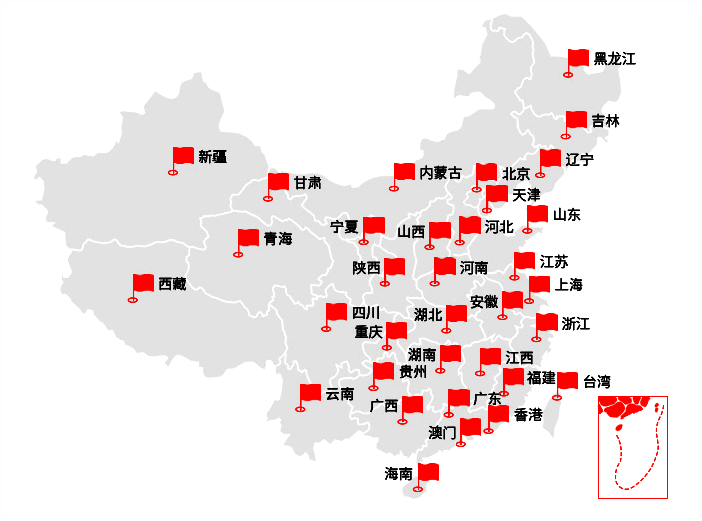 黑龙江
吉林
辽宁
新疆
内蒙古
北京
甘肃
天津
山东
宁夏
山西
河北
青海
陕西
河南
江苏
西藏
上海
安徽
四川
湖北
浙江
重庆
湖南
江西
贵州
福建
台湾
云南
广西
广东
香港
澳门
海南